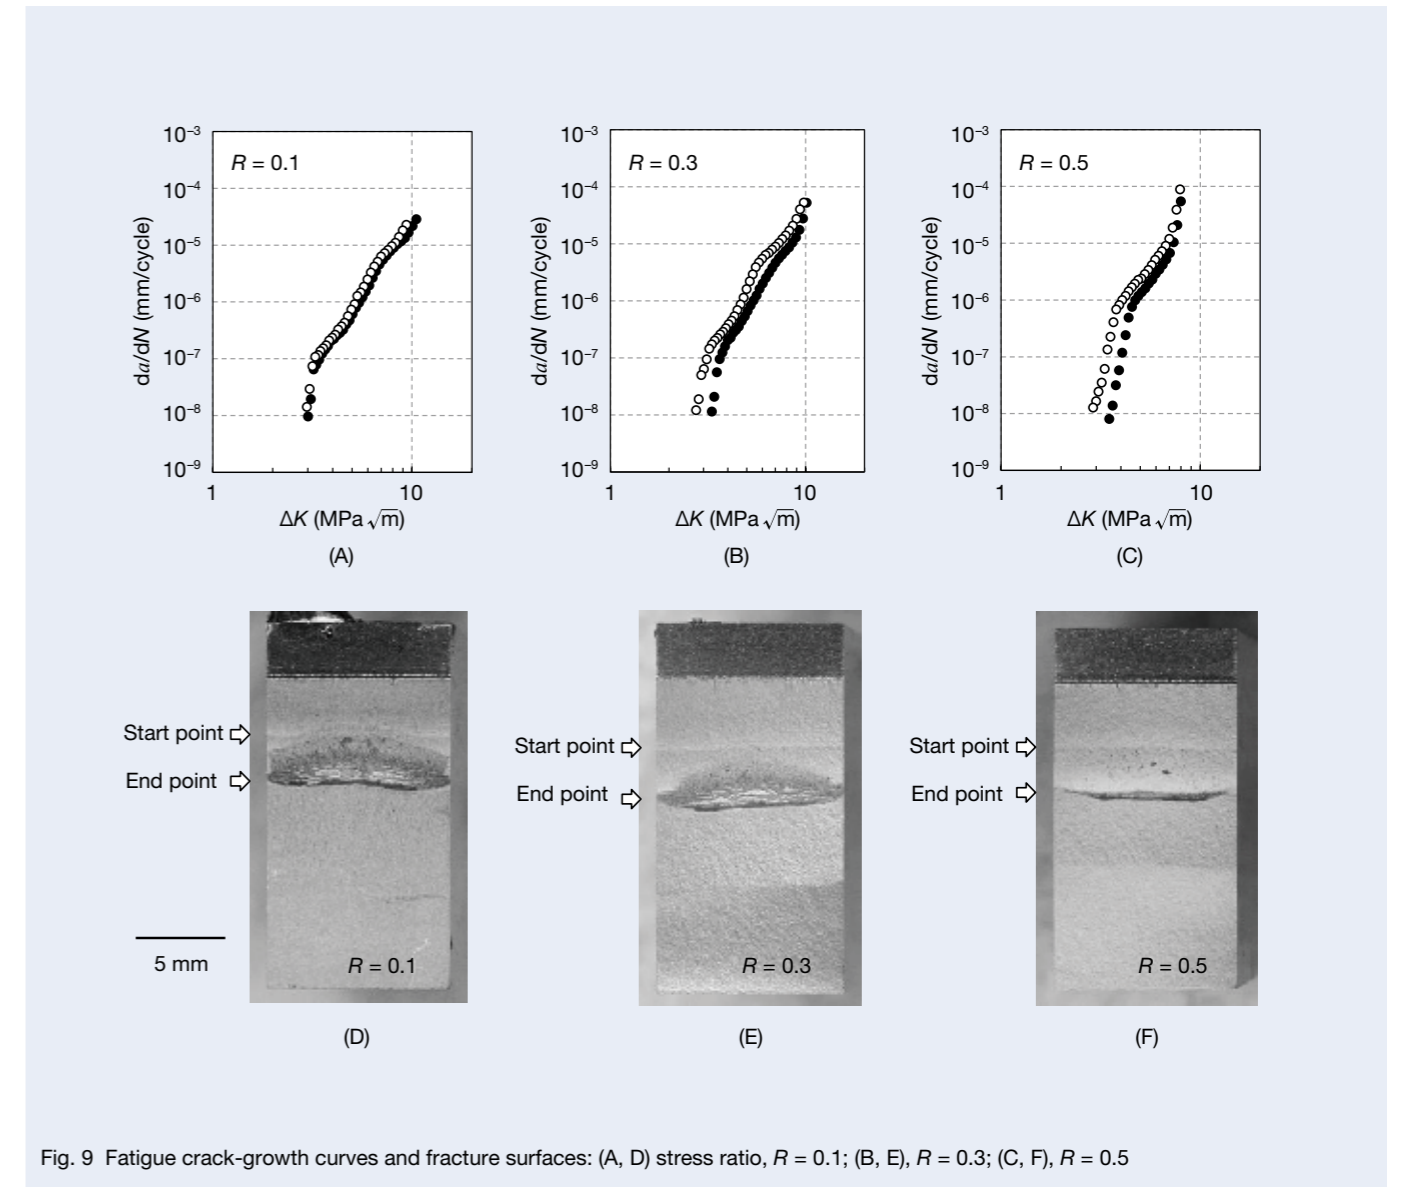 R = 0.1
10⁻³
10⁻⁴
10⁻⁵
10⁻⁶
10⁻⁷
10⁻⁸
10⁻⁹
da/dN (mm/cycle)
1 10
ΔK (MPa √m)
(A)
R = 0.3
10⁻³
10⁻⁴
10⁻⁵
10⁻⁶
10⁻⁷
10⁻⁸
10⁻⁹
da/dN (mm/cycle)
1 10
ΔK (MPa √m)
(B)
R = 0.5
10⁻³
10⁻⁴
10⁻⁵
10⁻⁶
10⁻⁷
10⁻⁸
10⁻⁹
da/dN (mm/cycle)
1 10
ΔK (MPa √m)
(C)
Start point
End point
5 mm
R = 0.1
(D)
Start point
End point
R = 0.3
(E)
Start point
End point
R = 0.5
(F)
Fig. 9 Fatigue crack-growth curves and fracture surfaces: (A, D) stress ratio, R = 0.1; (B, E), R = 0.3; (C, F), R = 0.5